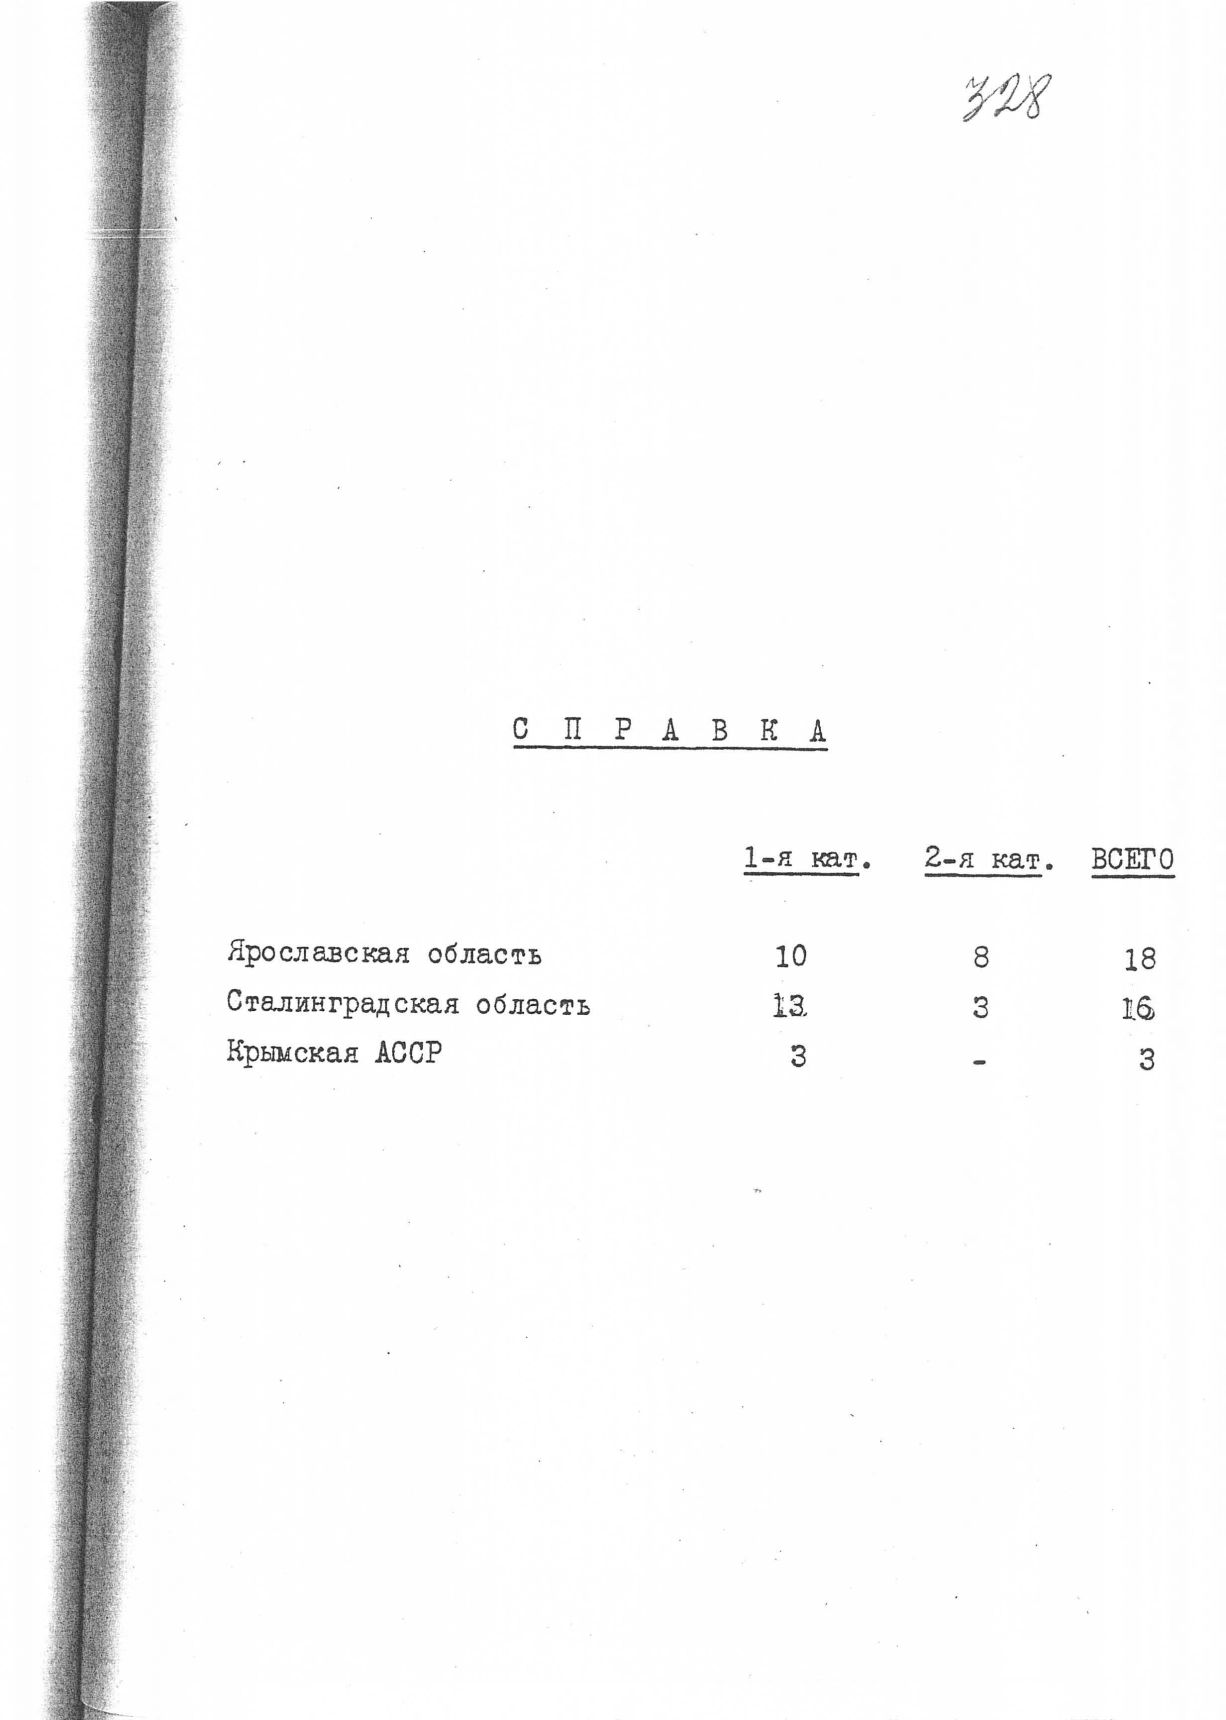 328
С П Р А В К А
1-я кат. 2-я кат. ВСЕГО
Ярославская область 10 8 18
Сталинградская область 13 3 16
Крымская АССР 3 - 3